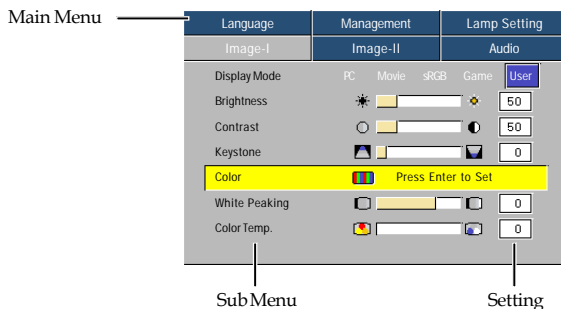 Main Menu
Language Management Lamp Setting
Image-I Image-II Audio
Display Mode PC Movie sRGB Game User
Brightness 50
Contrast 50
Keystone 0
Color Press Enter to Set
White Peaking 0
Color Temp. 0
Sub Menu Setting